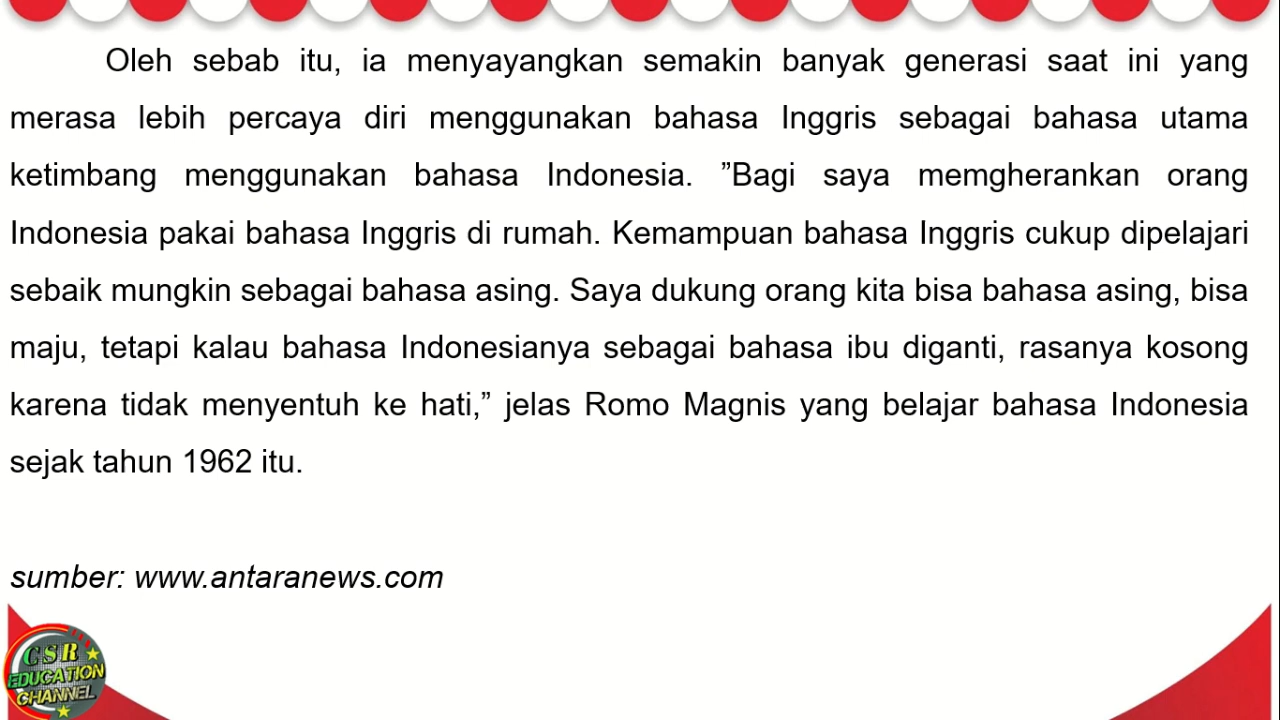 Oleh sebab itu, ia menyayangkan semakin banyak generasi saat ini yang
merasa lebih percaya diri menggunakan bahasa Inggris sebagai bahasa utama
ketimbang menggunakan bahasa Indonesia. ”Bagi saya memgherankan orang
Indonesia pakai bahasa Inggris di rumah. Kemampuan bahasa Inggris cukup dipelajari
sebaik mungkin sebagai bahasa asing. Saya dukung orang kita bisa bahasa asing, bisa
maju, tetapi kalau bahasa Indonesianya sebagai bahasa ibu diganti, rasanya kosong
karena tidak menyentuh ke hati,” jelas Romo Magnis yang belajar bahasa Indonesia
sejak tahun 1962 itu.
sumber: www.antaranews.com
CSR
EDUCATION
CHANNEL